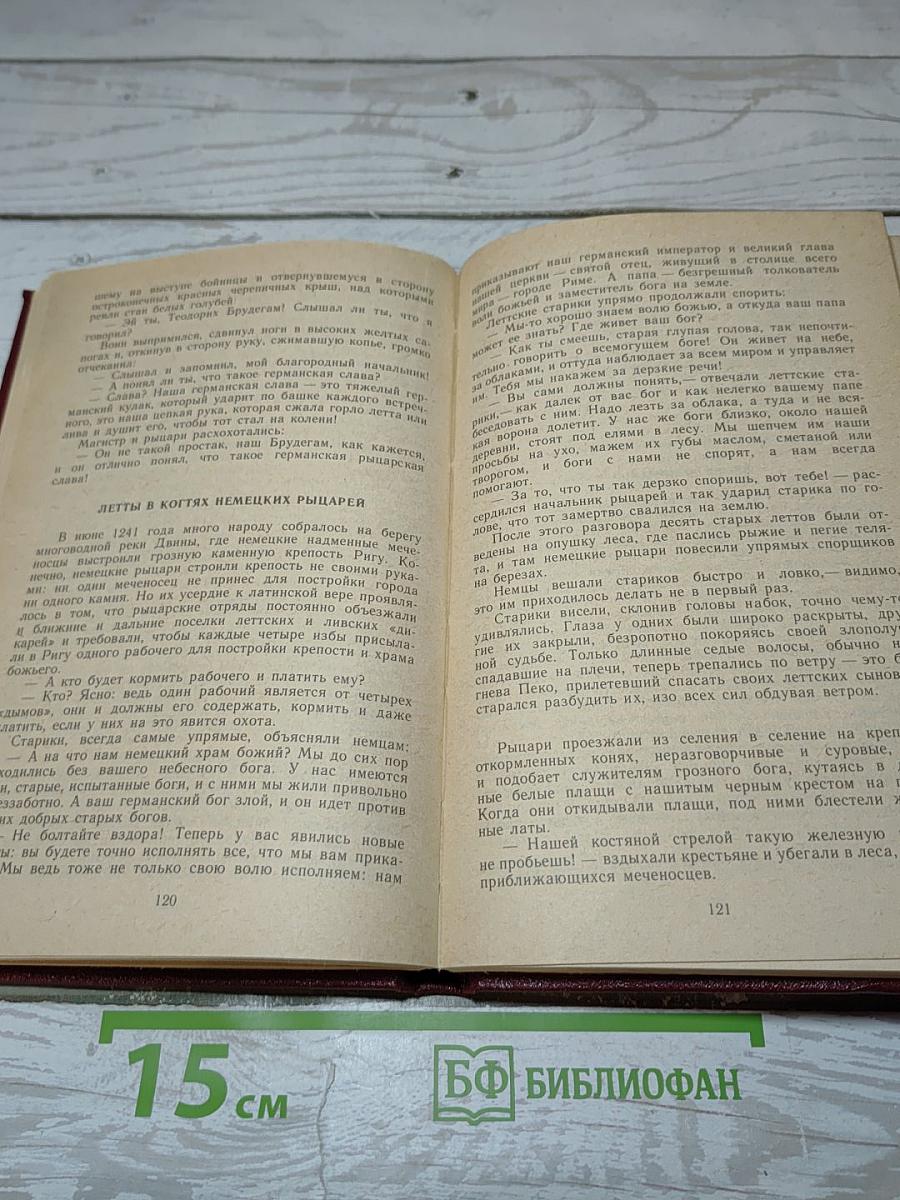 шему на выступе бойницы и отвернувшемуся в сторону
остроконечных красных черепичных крыш, над которыми
реяли стаи белых голубей:
— Эй ты, Теодорих Брудегам! Слышал ли ты, что я
говорил?
Воин выпрямился, сдвинул ноги в высоких желтых са-
погах и, откинув в сторону руку, сжимавшую копье, громко
отчеканил:
— Слышал и запомнил, мой благородный начальник!
— А понял ли ты, что такое германская слава?
— Слава? Наша германская слава — это тяжелый гер-
манский кулак, который ударит по башке каждого встреч-
ного, это наша цепкая рука, которая сжала горло летта или
лива и душит его, чтобы тот стал на колени!
Магистр и рыцари расхохотались:
— Он не такой простак, наш Брудегам, как кажется,
и он отлично понял, что такое германская рыцарская
слава!
ЛЕТТЫ В КОГТЯХ НЕМЕЦКИХ РЫЦАРЕЙ
В июне 1241 года много народу собралось на берегу
многоводной реки Двины, где немецкие надменные мече-
носцы выстроили грозную каменную крепость Ригу. Ко-
нечно, немецкие рыцари строили крепость не своими рука-
ми: ни один меченосец не принес для постройки города
ни одного камня. Но их усердие к латинской вере проявля-
лось в том, что рыцарские отряды постоянно объезжали
ближние и дальние поселки леттских и ливских «ди-
карей» и требовали, чтобы каждые четыре избы присыла-
ли в Ригу одного рабочего для постройки крепости и храма
божьего.
— А кто будет кормить рабочего и платить ему?
— Кто? Ясно: ведь один рабочий является от четырех
«дымов», они и должны его содержать, кормить и даже
платить, если у них на это явится охота.
Старики, всегда самые упрямые, объясняли немцам:
— А на что нам немецкий храм божий? Мы до сих пор
ходились без вашего небесного бога. У нас имеются
и, старые, испытанные боги, и с ними мы жили привольно
еззаботно. А ваш германский бог злой, и он идет против
их добрых старых богов.
— Не болтайте вздора! Теперь у вас явились новые
ы: вы будете точно исполнять все, что мы вам прика-
Мы ведь тоже не только свою волю исполняем: нам
120
приказывают наш германский император и великий глава
нашей церкви — святой отец, живущий в столице всего
мира — городе Риме. А папа — безгрешный толкователь
воли божьей и заместитель бога на земле.
Леттские старики упрямо продолжали спорить:
— Мы-то хорошо знаем волю божью, а откуда ваш папа
может ее знать? Где живет ваш бог?
— Как ты смеешь, старая глупая голова, так непочти-
тельно говорить о всемогущем боге! Он живет на небе,
за облаками, и оттуда наблюдает за всем миром и управляет
им. Тебя мы накажем за дерзкие речи!
— Вы сами должны понять,— отвечали леттские ста-
рики,— как далек от вас бог и как нелегко вашему папе
беседовать с ним. Надо лезть за облака, а туда и не вся-
кая ворона долетит. У нас же боги близко, около нашей
деревни, стоят под елями в лесу. Мы шепчем им наши
просьбы на ухо, мажем их губы маслом, сметаной или
творогом, и боги с нами не спорят, а нам всегда
помогают.
— За то, что ты так дерзко споришь, вот тебе! — рас-
сердился начальник рыцарей и так ударил старика по го-
лове, что тот замертво свалился на землю.
После этого разговора десять старых леттов были от-
ведены на опушку леса, где паслись рыжие и пегие теля-
та, и там немецкие рыцари повесили упрямых спорщиков
на березах.
Немцы вешали стариков быстро и ловко,— видимо,
это им приходилось делать не в первый раз.
Старики висели, склонив головы набок, точно чему-то
удивлялись. Глаза у одних были широко раскрыты, дру
гие их закрыли, безропотно покоряясь своей злополу
ной судьбе. Только длинные седые волосы, обычно н
спадавшие на плечи, теперь трепались по ветру — это б
гнева Пеко, прилетевший спасать своих леттских сынов
старался разбудить их, изо всех сил обдувая ветром.
Рыцари проезжали из селения в селение на креп
откормленных конях, неразговорчивые и суровые,
и подобает служителям грозного бога, кутаясь в д
ные белые плащи с нашитым черным крестом на п
Когда они откидывали плащи, под ними блестели ж
ные латы.
— Нашей костяной стрелой такую железную
не пробьешь! — вздыхали крестьяне и убегали в леса,
приближающихся меченосцев.
121
15 см
БФ БИБЛИОФАН